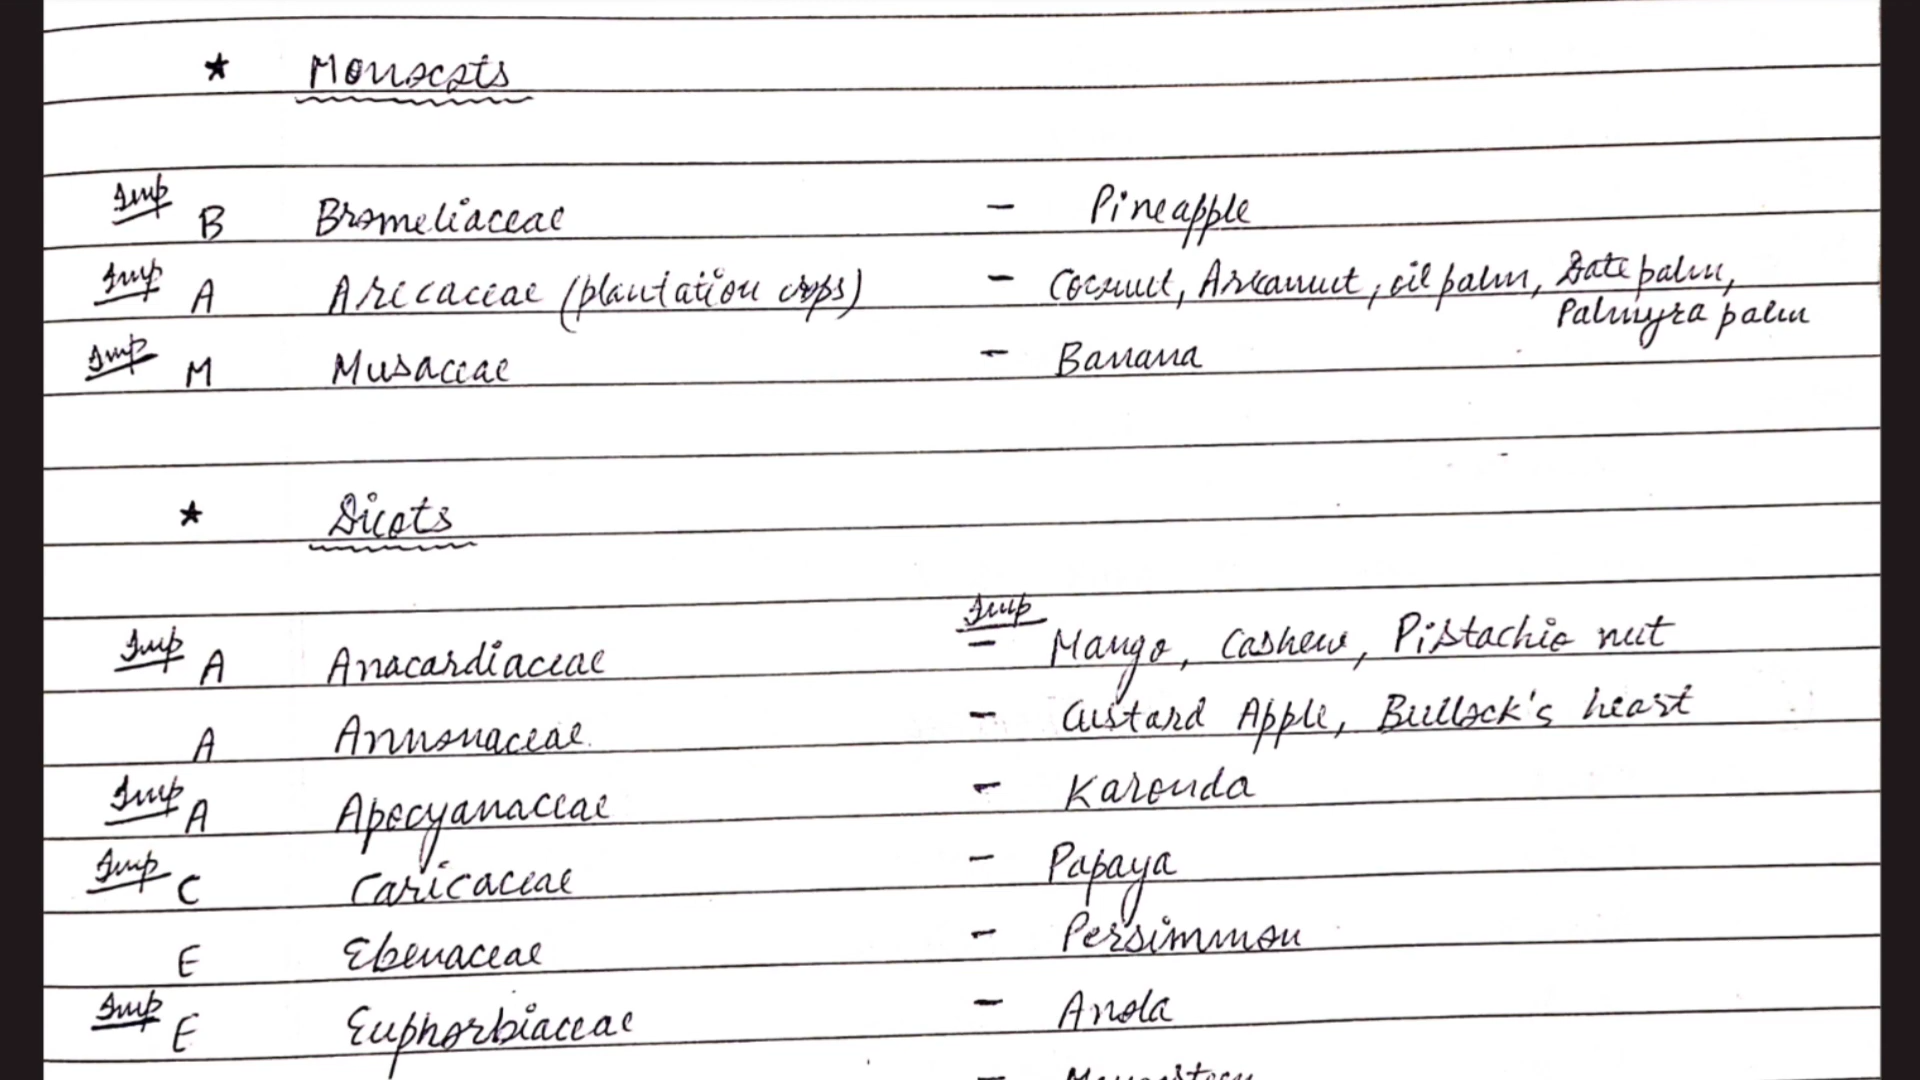 ★ Monocots
Imp B Bromeliaceae - Pineapple
Imp A Arecaceae (plantation crops) - Coconut, Arecanut, oil palm, Date palm,
Palmyra palm
Imp M Musaceae - Banana
★ Dicots
Imp
Imp A Anacardiaceae - Mango, Cashew, Pistachio nut
A Annonaceae - Custard Apple, Bullock's heart
Imp A Apocyanaceae - Karonda
Imp C Caricaceae - Papaya
E Ebenaceae - Persimmon
Imp E Euphorbiaceae - Anola